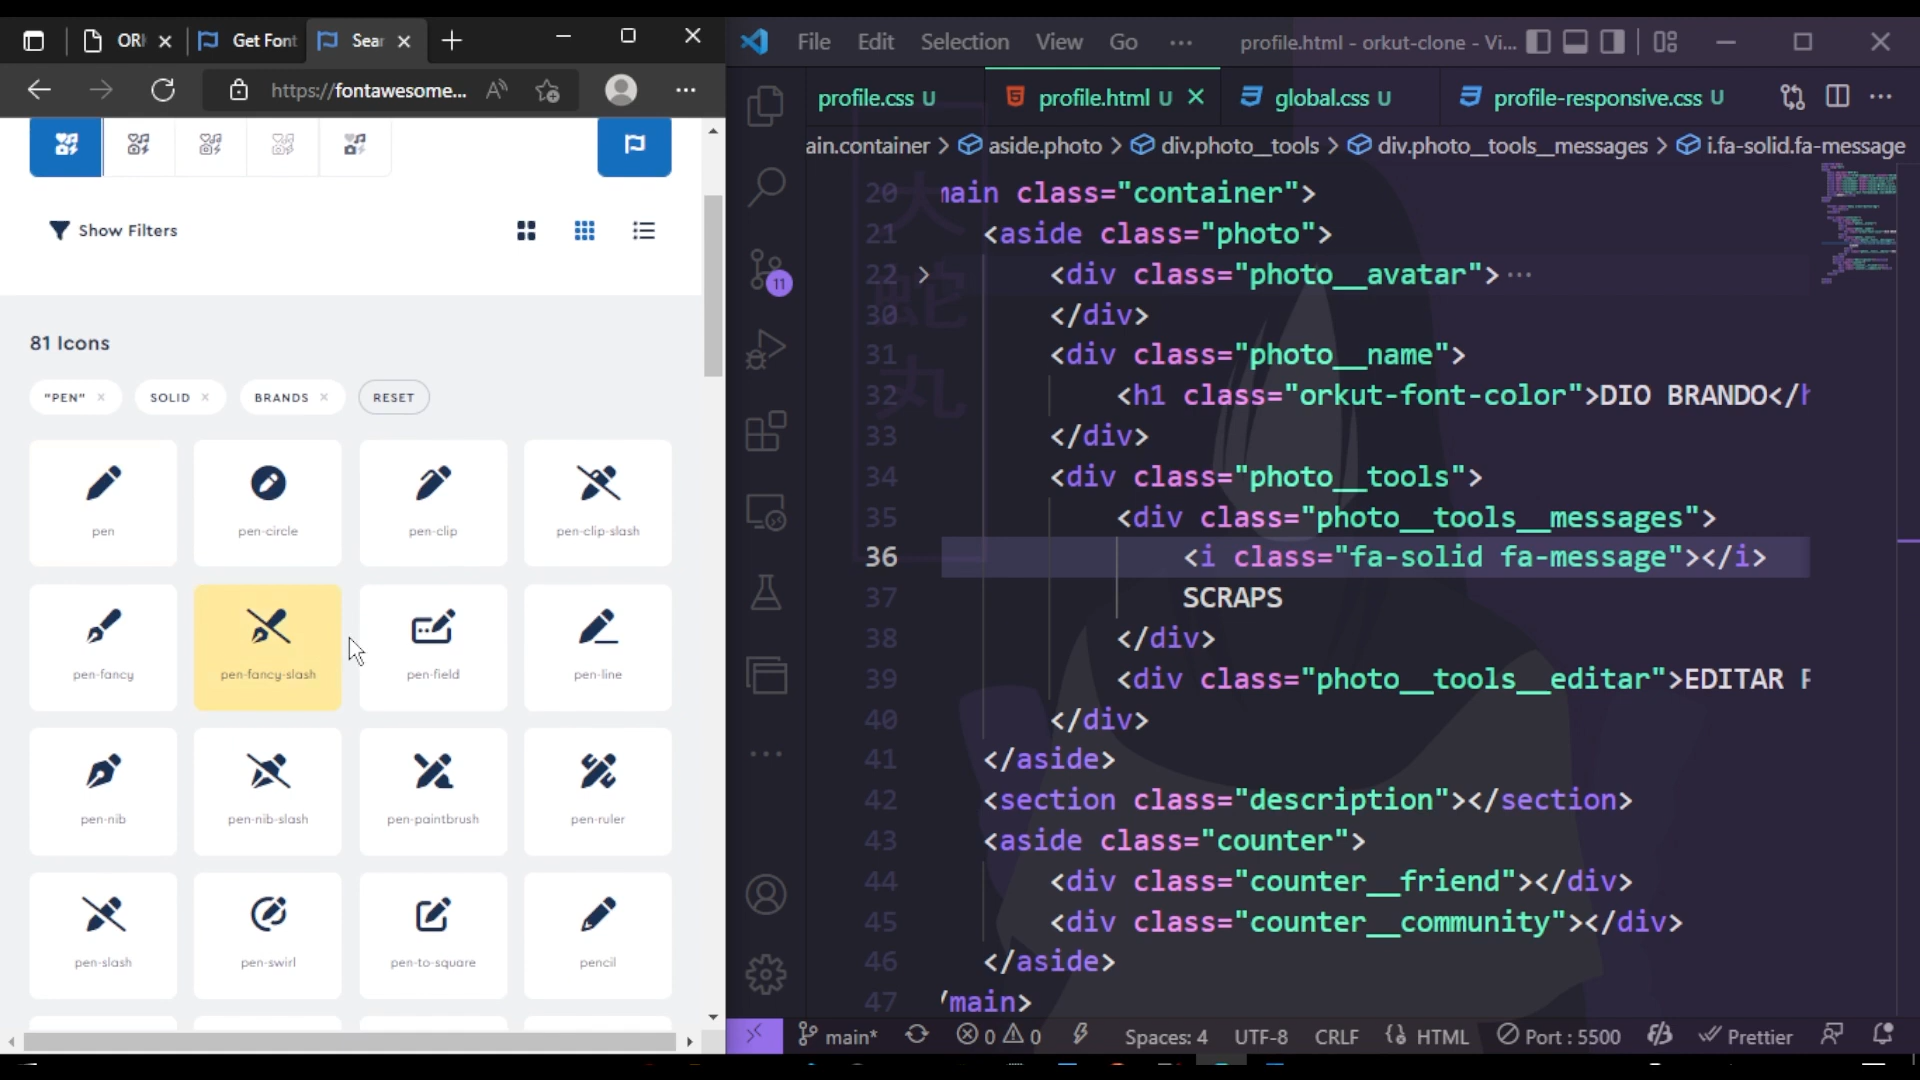 ORK
Get Font
Sear
https://fontawesome...
Show Filters
81 Icons
"PEN" ×
SOLID ×
BRANDS ×
RESET
pen
pen-circle
pen-clip
pen-clip-slash
pen-fancy
pen-fancy-slash
pen-field
pen-line
pen-nib
pen-nib-slash
pen-paintbrush
pen-ruler
pen-slash
pen-swirl
pen-to-square
pencil
File Edit Selection View Go ··· profile.html - orkut-clone - Vi...
profile.css U
profile.html U
global.css U
profile-responsive.css U
ain.container > aside.photo > div.photo__tools > div.photo__tools__messages > i.fa-solid.fa-message
11
大
蛇
丸
20 main class="container">
21 <aside class="photo">
22 <div class="photo__avatar">···
30 </div>
31 <div class="photo__name">
32 <h1 class="orkut-font-color">DIO BRANDO</h
33 </div>
34 <div class="photo__tools">
35 <div class="photo__tools__messages">
36 <i class="fa-solid fa-message"></i>
37 SCRAPS
38 </div>
39 <div class="photo__tools__editar">EDITAR F
40 </div>
41 </aside>
42 <section class="description"></section>
43 <aside class="counter">
44 <div class="counter__friend"></div>
45 <div class="counter__community"></div>
46 </aside>
47 /main>
main* 0 0 Spaces: 4 UTF-8 CRLF HTML Port : 5500 Prettier